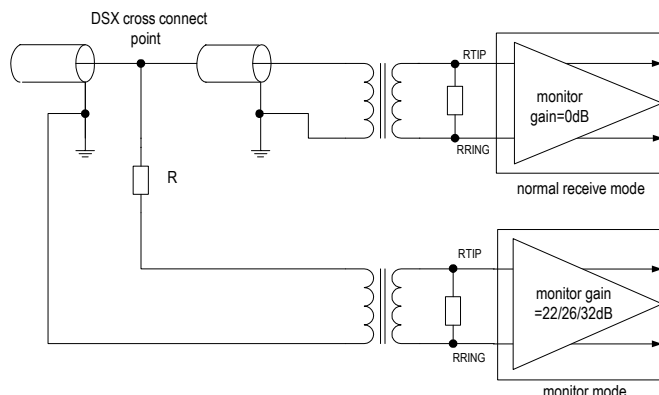 DSX cross connect
point
RTIP
monitor
gain=0dB
RRING
normal receive mode
R
RTIP
monitor gain
=22/26/32dB
RRING
monitor mode